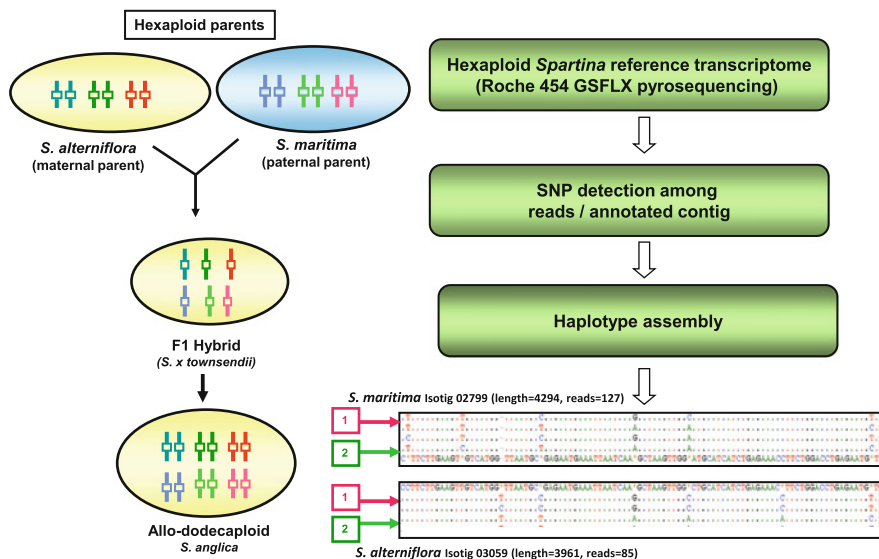 Hexaploid parents
S. alterniflora
(maternal parent)
S. maritima
(paternal parent)
F1 Hybrid
(S. x townsendii)
Allo-dodecaploid
S. anglica
Hexaploid Spartina reference transcriptome
(Roche 454 GSFLX pyrosequencing)
SNP detection among
reads / annotated contig
Haplotype assembly
S. maritima Isotig 02799 (length=4294, reads=127)
1
2
1
2
S. alterniflora Isotig 03059 (length=3961, reads=85)